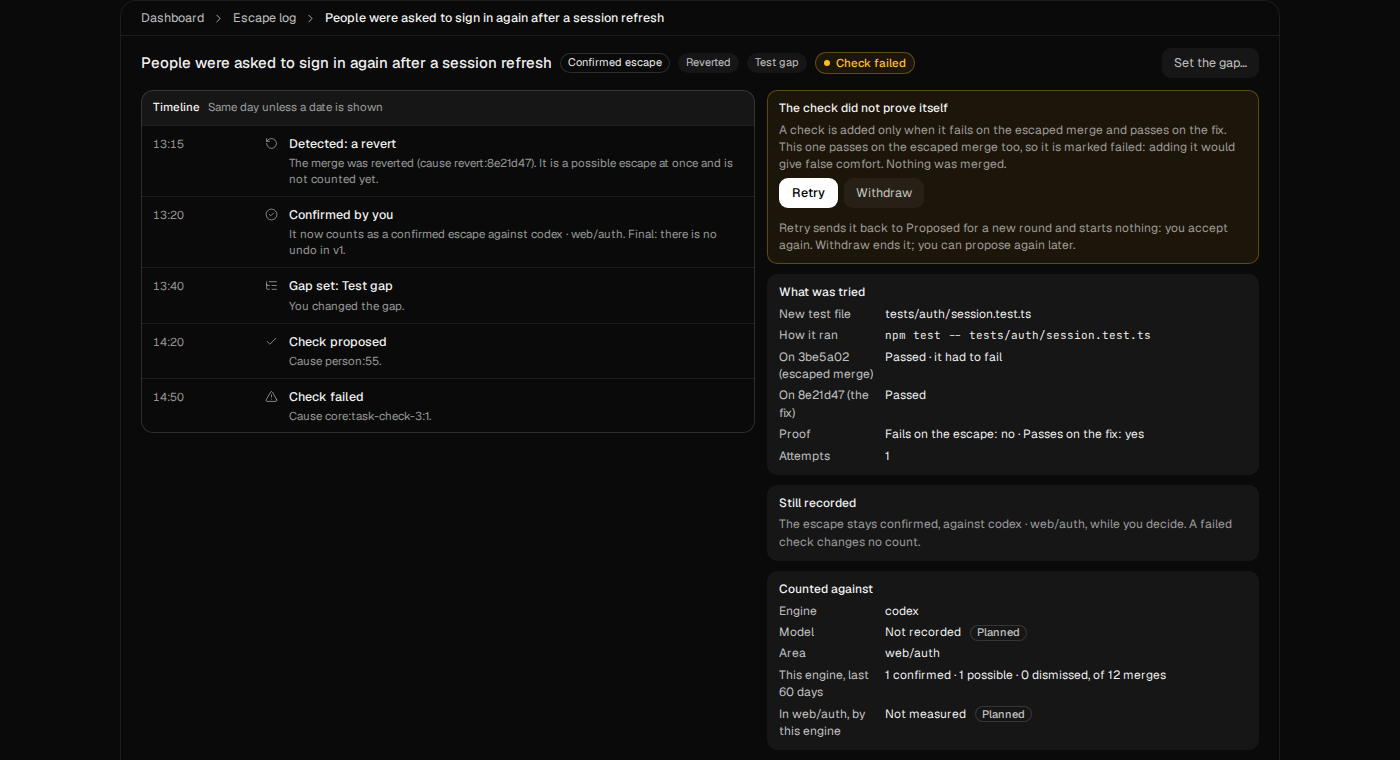 Dashboard > Escape log > People were asked to sign in again after a session refresh
People were asked to sign in again after a session refresh Confirmed escape Reverted Test gap Check failed Set the gap…
Timeline Same day unless a date is shown
13:15 Detected: a revert
The merge was reverted (cause revert:8e21d47). It is a possible escape at once and is
not counted yet.
13:20 Confirmed by you
It now counts as a confirmed escape against codex · web/auth. Final: there is no
undo in v1.
13:40 Gap set: Test gap
You changed the gap.
14:20 Check proposed
Cause person:55.
14:50 Check failed
Cause core:task-check-3:1.
The check did not prove itself
A check is added only when it fails on the escaped merge and passes on the fix.
This one passes on the escaped merge too, so it is marked failed: adding it would
give false comfort. Nothing was merged.
Retry Withdraw
Retry sends it back to Proposed for a new round and starts nothing: you accept
again. Withdraw ends it; you can propose again later.
What was tried
New test file tests/auth/session.test.ts
How it ran npm test -- tests/auth/session.test.ts
On 3be5a02 Passed · it had to fail
(escaped merge)
On 8e21d47 (the Passed
fix)
Proof Fails on the escape: no · Passes on the fix: yes
Attempts 1
Still recorded
The escape stays confirmed, against codex · web/auth, while you decide. A failed
check changes no count.
Counted against
Engine codex
Model Not recorded Planned
Area web/auth
This engine, last 1 confirmed · 1 possible · 0 dismissed, of 12 merges
60 days
In web/auth, by Not measured Planned
this engine